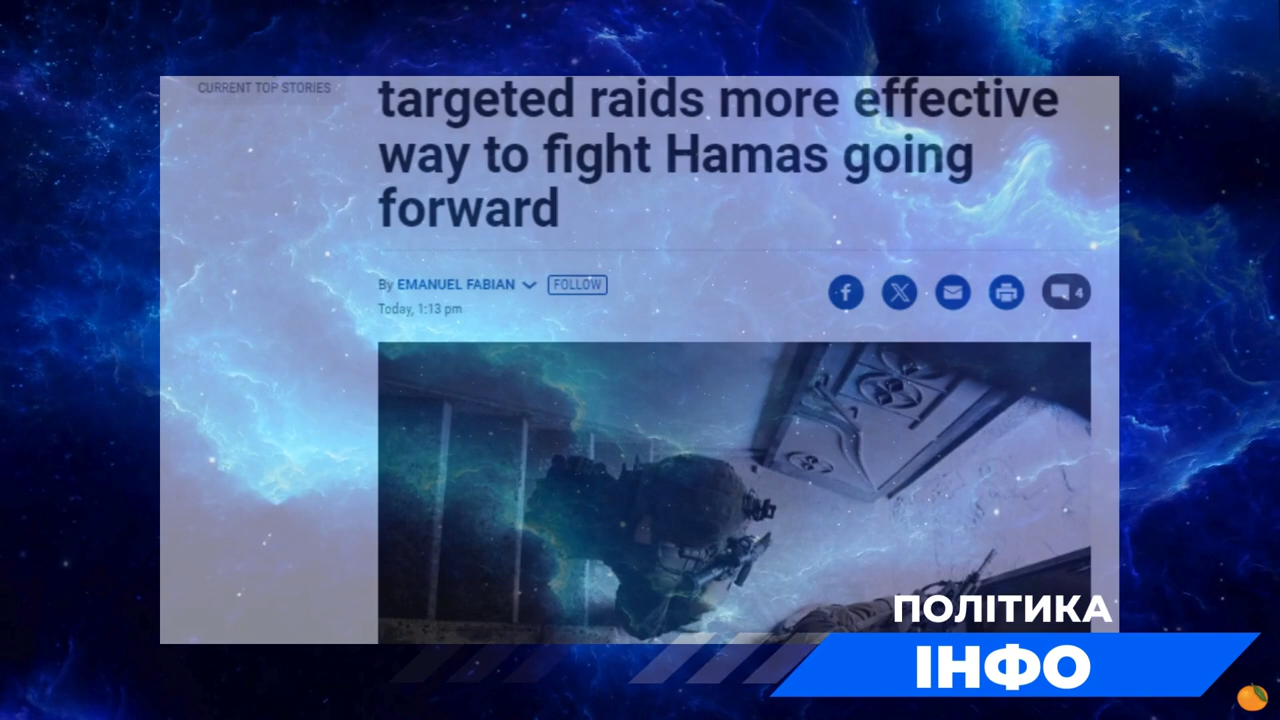 CURRENT TOP STORIES
targeted raids more effective
way to fight Hamas going
forward
By EMANUEL FABIAN FOLLOW
Today, 1:13 pm
4
ПОЛІТИКА
ІНФО